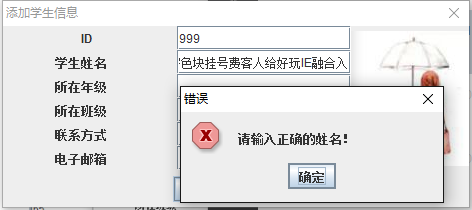 添加学生信息
ID 999
学生姓名 色块挂号费客人给好玩IE融合入
所在年级
所在班级
联系方式
电子邮箱
错误
请输入正确的姓名!
确定